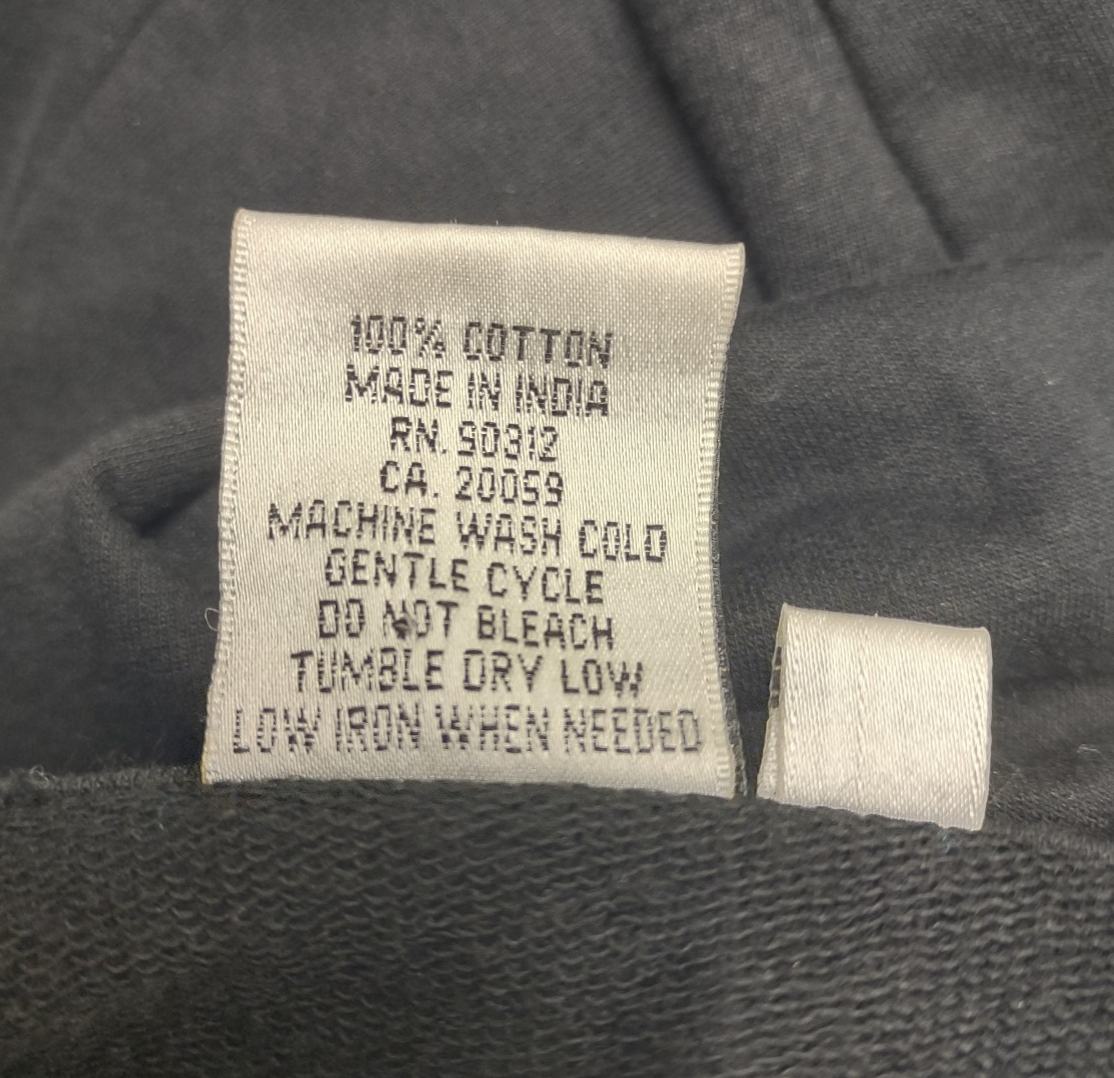 100% COTTON
MADE IN INDIA
RN. 90312
CA. 20059
MACHINE WASH COLD
GENTLE CYCLE
DO NOT BLEACH
TUMBLE DRY LOW
LOW IRON WHEN NEEDED